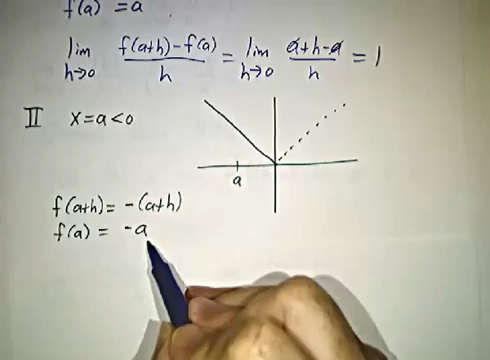 f(a) = a
lim h→0 f(a+h)-f(a)/h = lim h→0 a+h-a/h = 1
II x=a<0
a
f(a+h) = -(a+h)
f(a) = -a